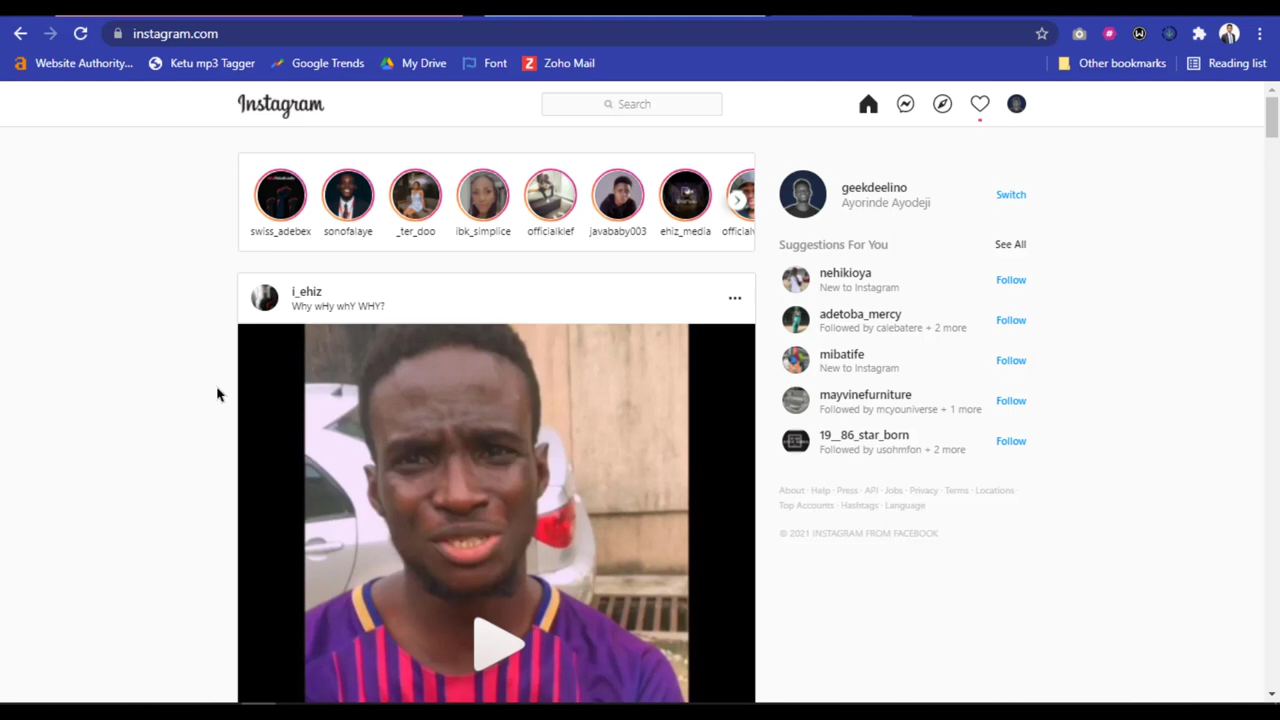 instagram.com
Website Authority...
Ketu mp3 Tagger
Google Trends
My Drive
Font
Zoho Mail
Other bookmarks
Reading list
Instagram
Search
swiss_adebex
sonofalaye
_ter_doo
ibk_simplice
officialklef
javababy003
ehiz_media
geekdeelino
Ayorinde Ayodeji
Switch
Suggestions For You
See All
nehikioya
New to Instagram
Follow
adetoba_mercy
Followed by calebatere + 2 more
Follow
mibatife
New to Instagram
Follow
mayvinefurniture
Followed by mcyouniverse + 1 more
Follow
19__86_star_born
Followed by usohmfon + 2 more
Follow
About · Help · Press · API · Jobs · Privacy · Terms · Locations ·
Top Accounts · Hashtags · Language
© 2021 INSTAGRAM FROM FACEBOOK
i_ehiz
Why wHy whY WHY?